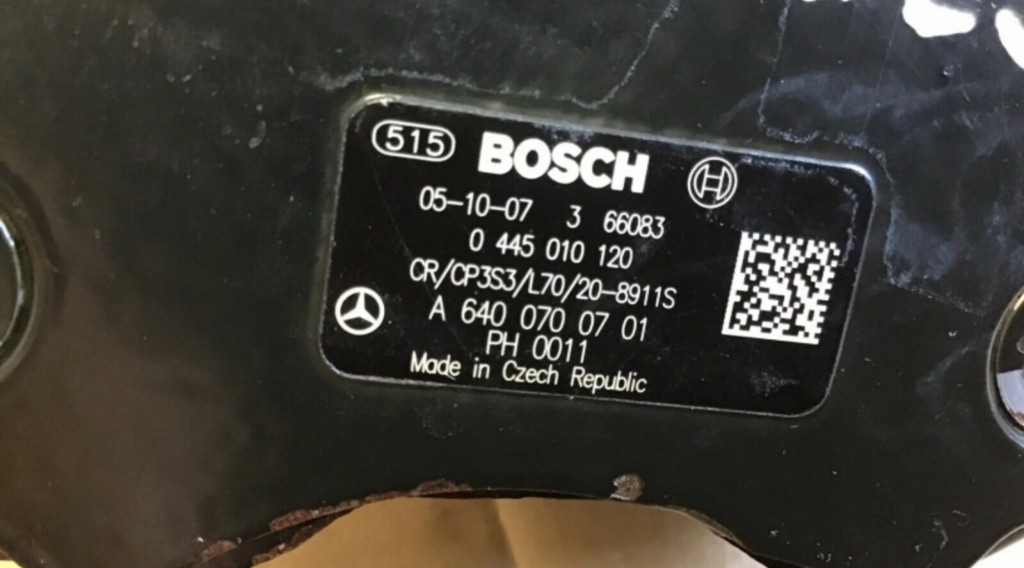 515 BOSCH
05-10-07 3 66083
0 445 010 120
CR/CP3S3/L70/20-8911S
A 640 070 07 01
PH 0011
Made in Czech Republic